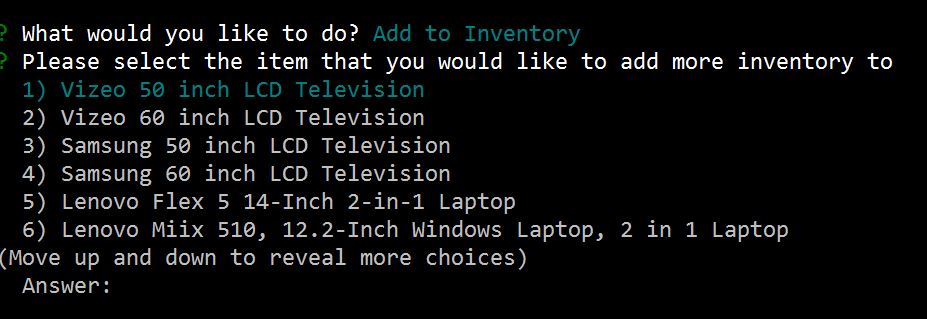 ? What would you like to do? Add to Inventory
? Please select the item that you would like to add more inventory to
1) Vizeo 50 inch LCD Television
2) Vizeo 60 inch LCD Television
3) Samsung 50 inch LCD Television
4) Samsung 60 inch LCD Television
5) Lenovo Flex 5 14-Inch 2-in-1 Laptop
6) Lenovo Miix 510, 12.2-Inch Windows Laptop, 2 in 1 Laptop
(Move up and down to reveal more choices)
Answer: